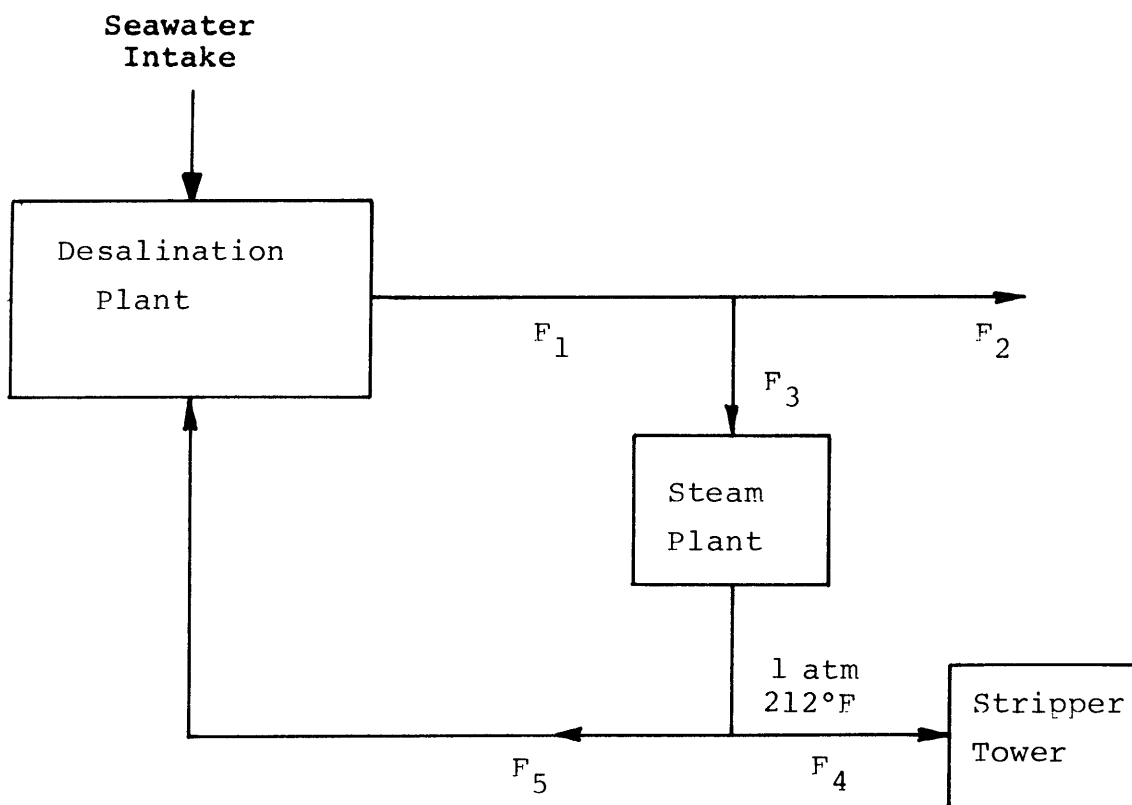 Seawater
Intake
Desalination
Plant
F1
F2
F3
Steam
Plant
1 atm
212°F
Stripper
Tower
F5
F4